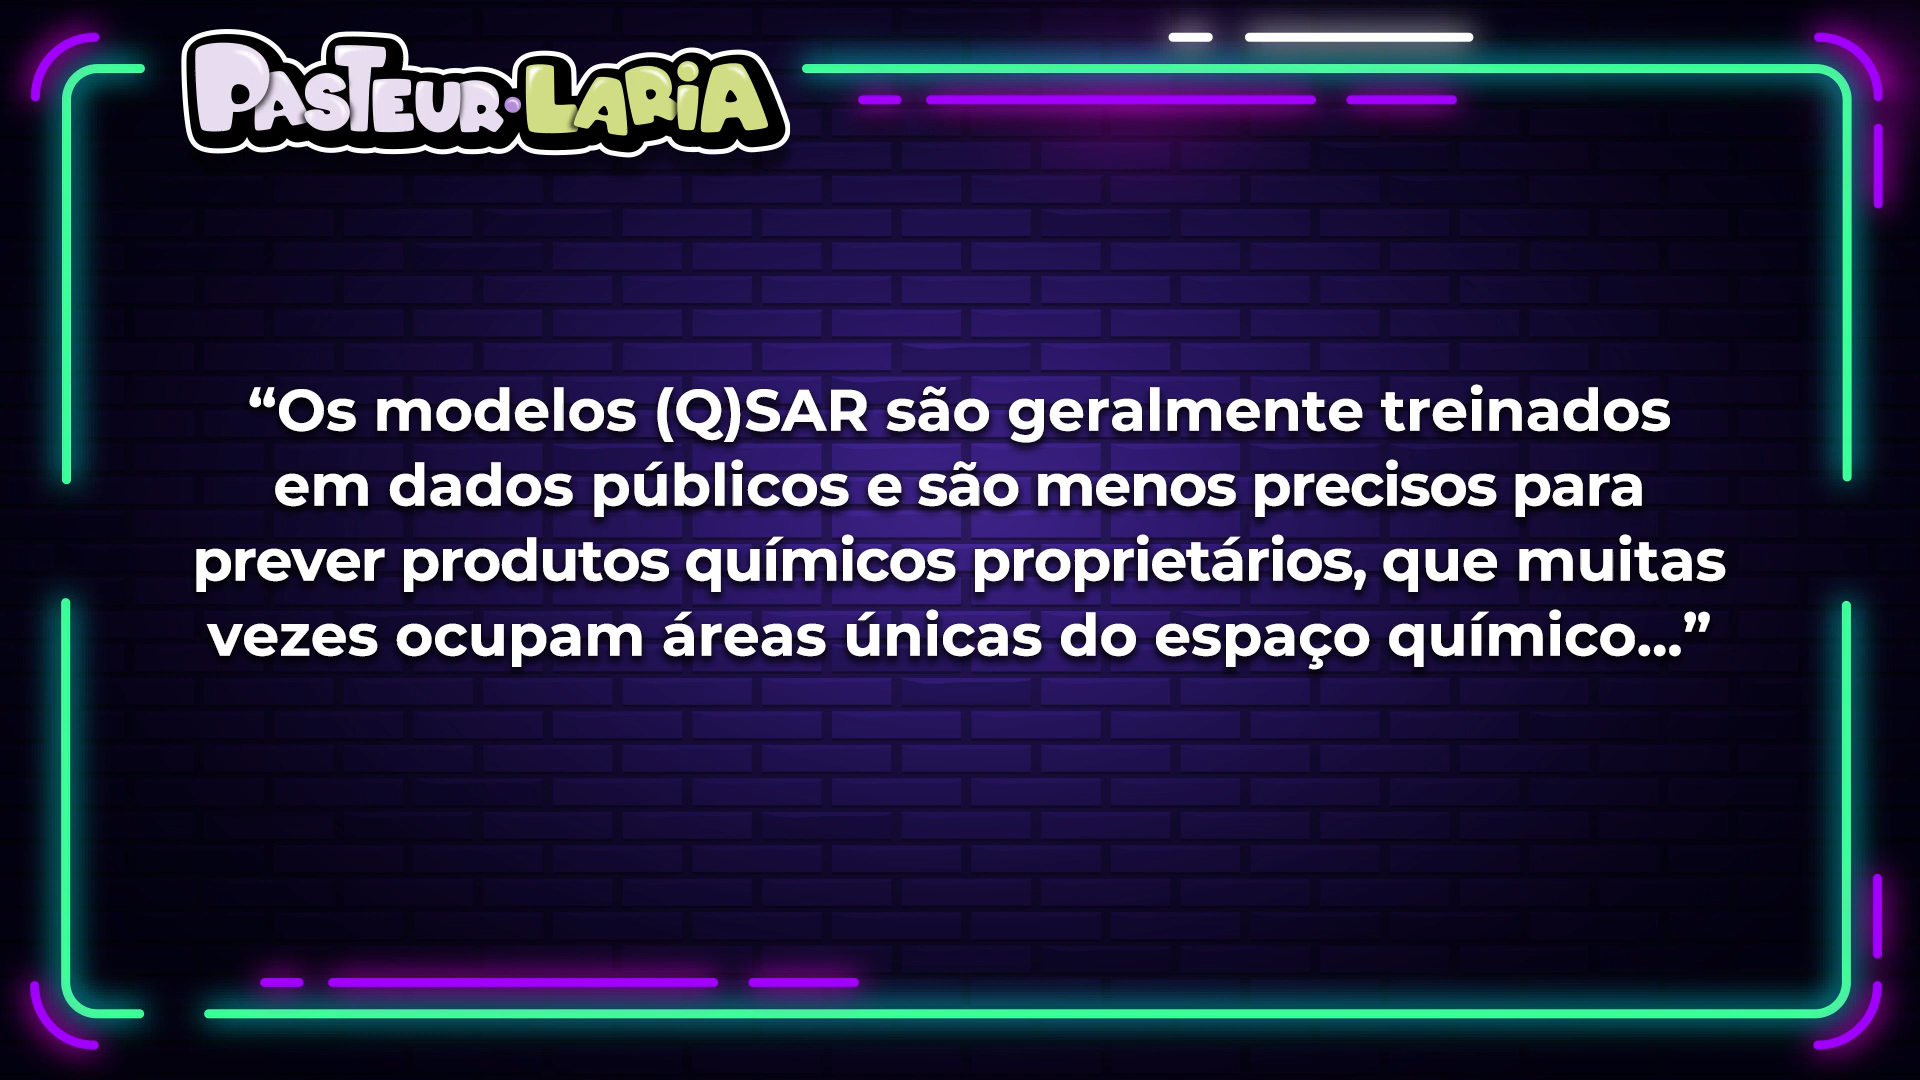 PASTEUR·LARIA
“Os modelos (Q)SAR são geralmente treinados
em dados públicos e são menos precisos para
prever produtos químicos proprietários, que muitas
vezes ocupam áreas únicas do espaço químico...”